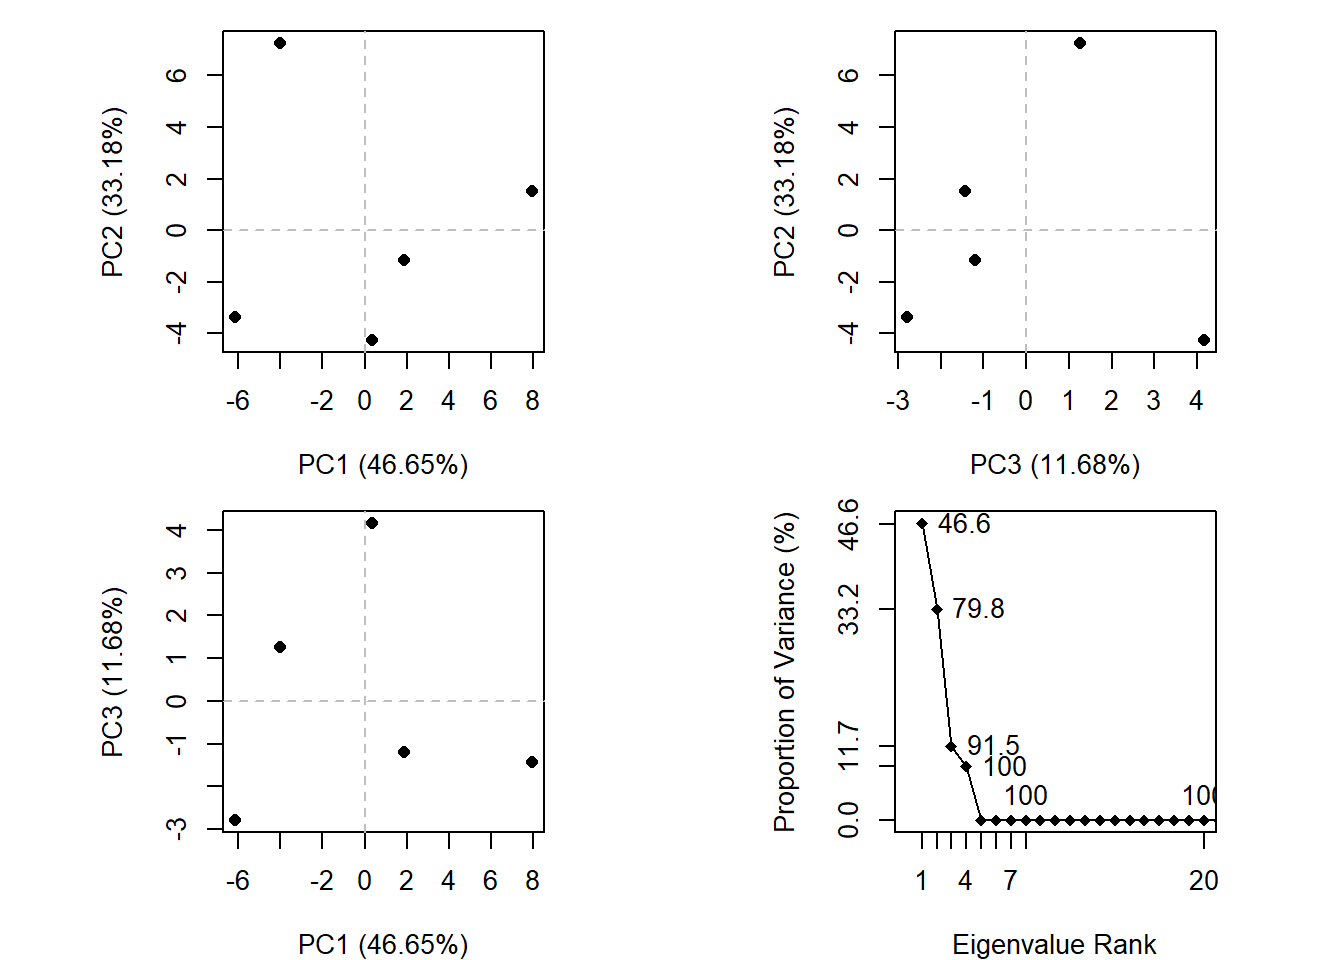 PC2 (33.18%)
6
4
2
0
-2
-4
-6 -2 0 2 4 6 8
PC1 (46.65%)
PC2 (33.18%)
6
4
2
0
-2
-4
-3 -1 0 1 2 3 4
PC3 (11.68%)
PC3 (11.68%)
4
3
2
1
0
-1
-3
-6 -2 0 2 4 6 8
PC1 (46.65%)
Proportion of Variance (%)
46.6
33.2
11.7
0.0
46.6
79.8
91.5
100
100
100
1 4 7 20
Eigenvalue Rank